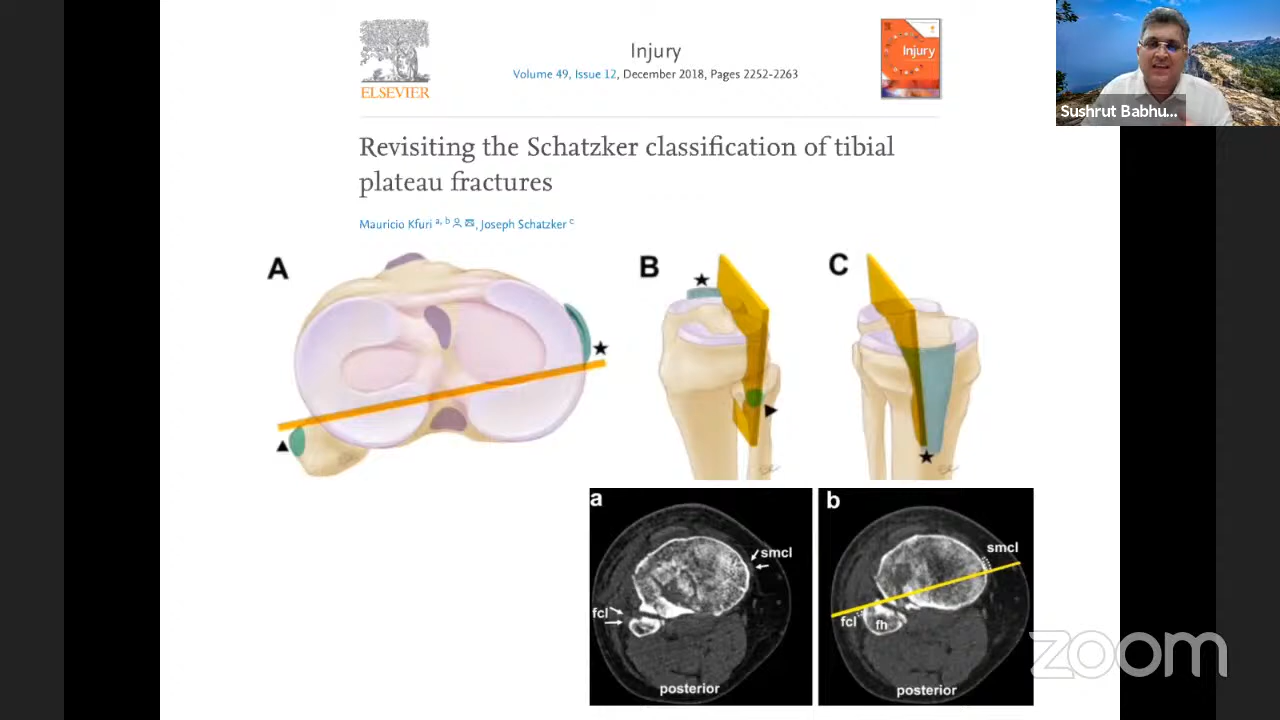 ELSEVIER
Injury
Volume 49, Issue 12, December 2018, Pages 2252-2263
Injury
Sushrut Babhu...
Revisiting the Schatzker classification of tibial
plateau fractures
Mauricio Kfuri a, b, Joseph Schatzker c
A
B
C
a
smcl
fcl
posterior
b
smcl
fcl
fh
posterior
zoom